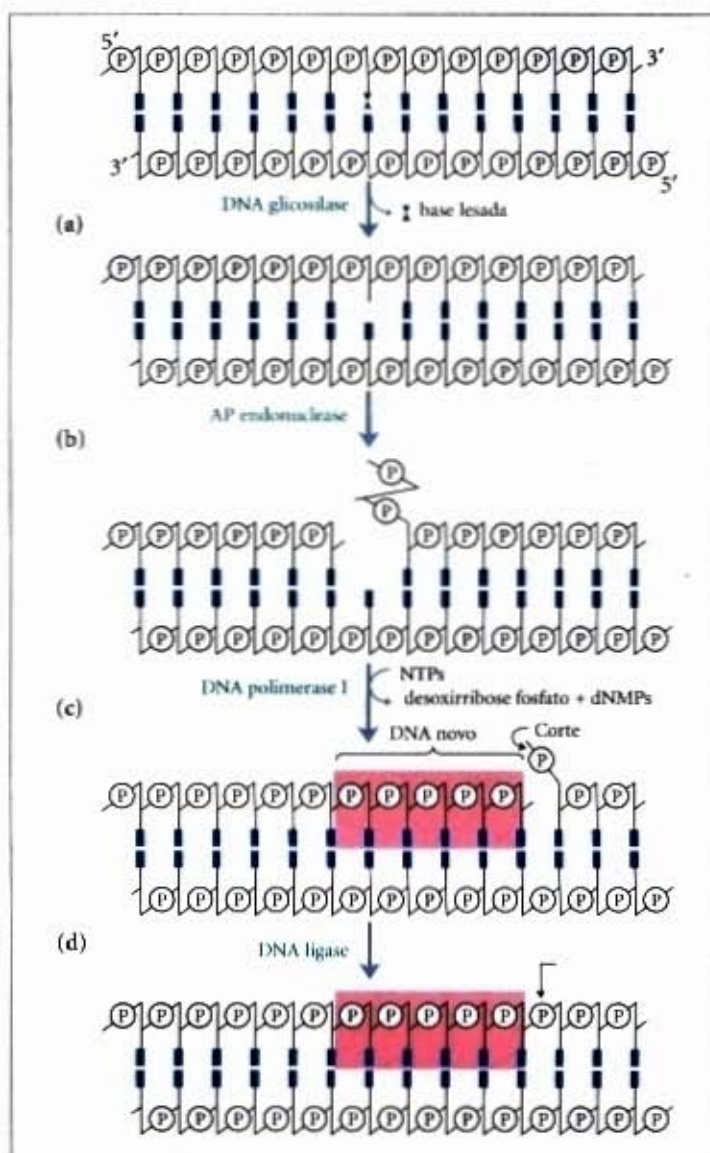 5′ P P P P P P P P P P P P P P 3′
3′ P P P P P P P P P P P P P P 5′
DNA glicosilase base lesada
(a)
P P P P P P P P P P P P P P
P P P P P P P P P P P P P P
AP endonuclease
(b)
P
P
P P P P P P P P P P P P
P P P P P P P P P P P P P P
NTPs
DNA polimerase I desoxirribose fosfato + dNMPs
(c)
DNA novo Corte
P
P P P P P P P P P P P P P
P P P P P P P P P P P P P P
(d) DNA ligase
P P P P P P P P P P P P P P
P P P P P P P P P P P P P P